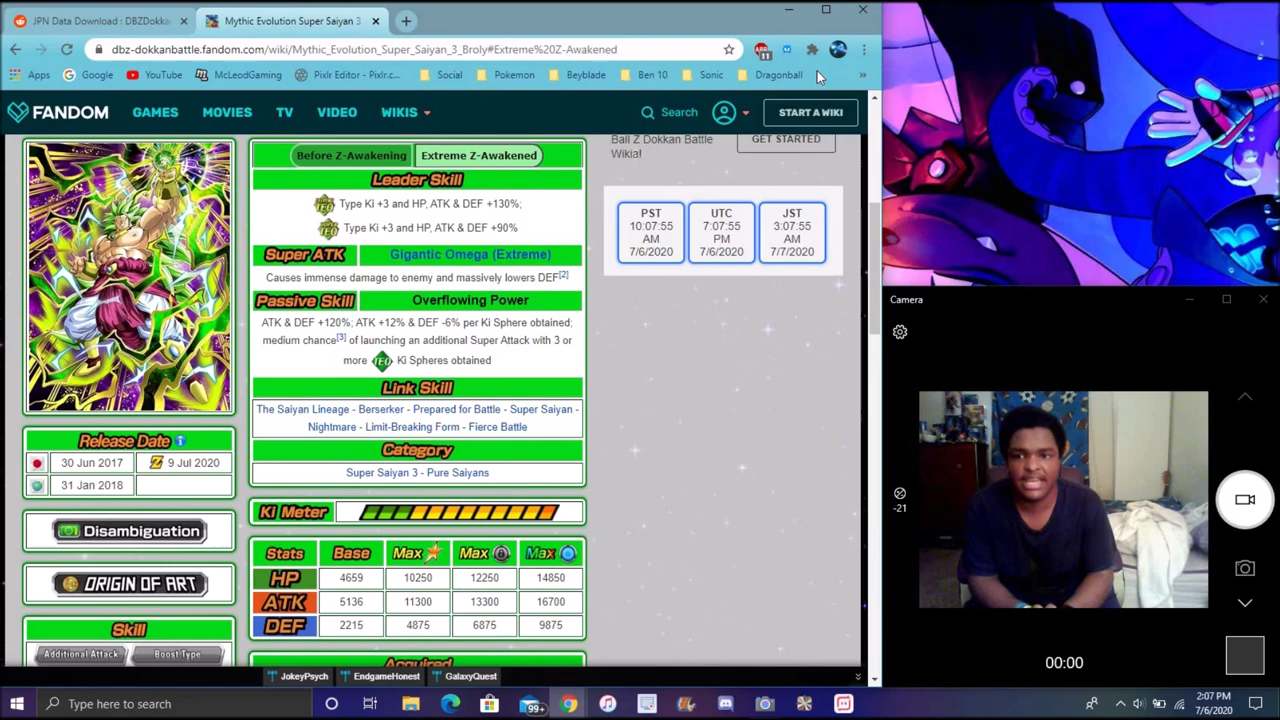 JPN Data Download : DBZDokka
Mythic Evolution Super Saiyan 3
dbz-dokkanbattle.fandom.com/wiki/Mythic_Evolution_Super_Saiyan_3_Broly#Extreme%20Z-Awakened
11
Apps Google YouTube McLeodGaming Pixlr Editor - Pixlr.c... Social Pokemon Beyblade Ben 10 Sonic Dragonball »
FANDOM GAMES MOVIES TV VIDEO WIKIS Search START A WIKI
Ball Z Dokkan Battle
Wikia!
GET STARTED
Before Z-Awakening Extreme Z-Awakened
Leader Skill
Type Ki +3 and HP, ATK & DEF +130%;
Type Ki +3 and HP, ATK & DEF +90%
Super ATK Gigantic Omega (Extreme)
Causes immense damage to enemy and massively lowers DEF[2]
Passive Skill Overflowing Power
ATK & DEF +120%; ATK +12% & DEF -6% per Ki Sphere obtained;
medium chance[3] of launching an additional Super Attack with 3 or
more TEQ Ki Spheres obtained
Link Skill
The Saiyan Lineage - Berserker - Prepared for Battle - Super Saiyan -
Nightmare - Limit-Breaking Form - Fierce Battle
Category
Super Saiyan 3 - Pure Saiyans
Ki Meter
Stats Base Max Max Max
HP 4659 10250 12250 14850
ATK 5136 11300 13300 16700
DEF 2215 4875 6875 9875
Acquired
Release Date
30 Jun 2017 Z 9 Jul 2020
31 Jan 2018
Disambiguation
ORIGIN OF ART
Skill
Additional Attack Boost Type
PST
10:07:55
AM
7/6/2020
UTC
7:07:55
PM
7/6/2020
JST
3:07:55
AM
7/7/2020
JokeyPsych EndgameHonest GalaxyQuest
Camera
-21
00:00
Type here to search
99+
2:07 PM
7/6/2020